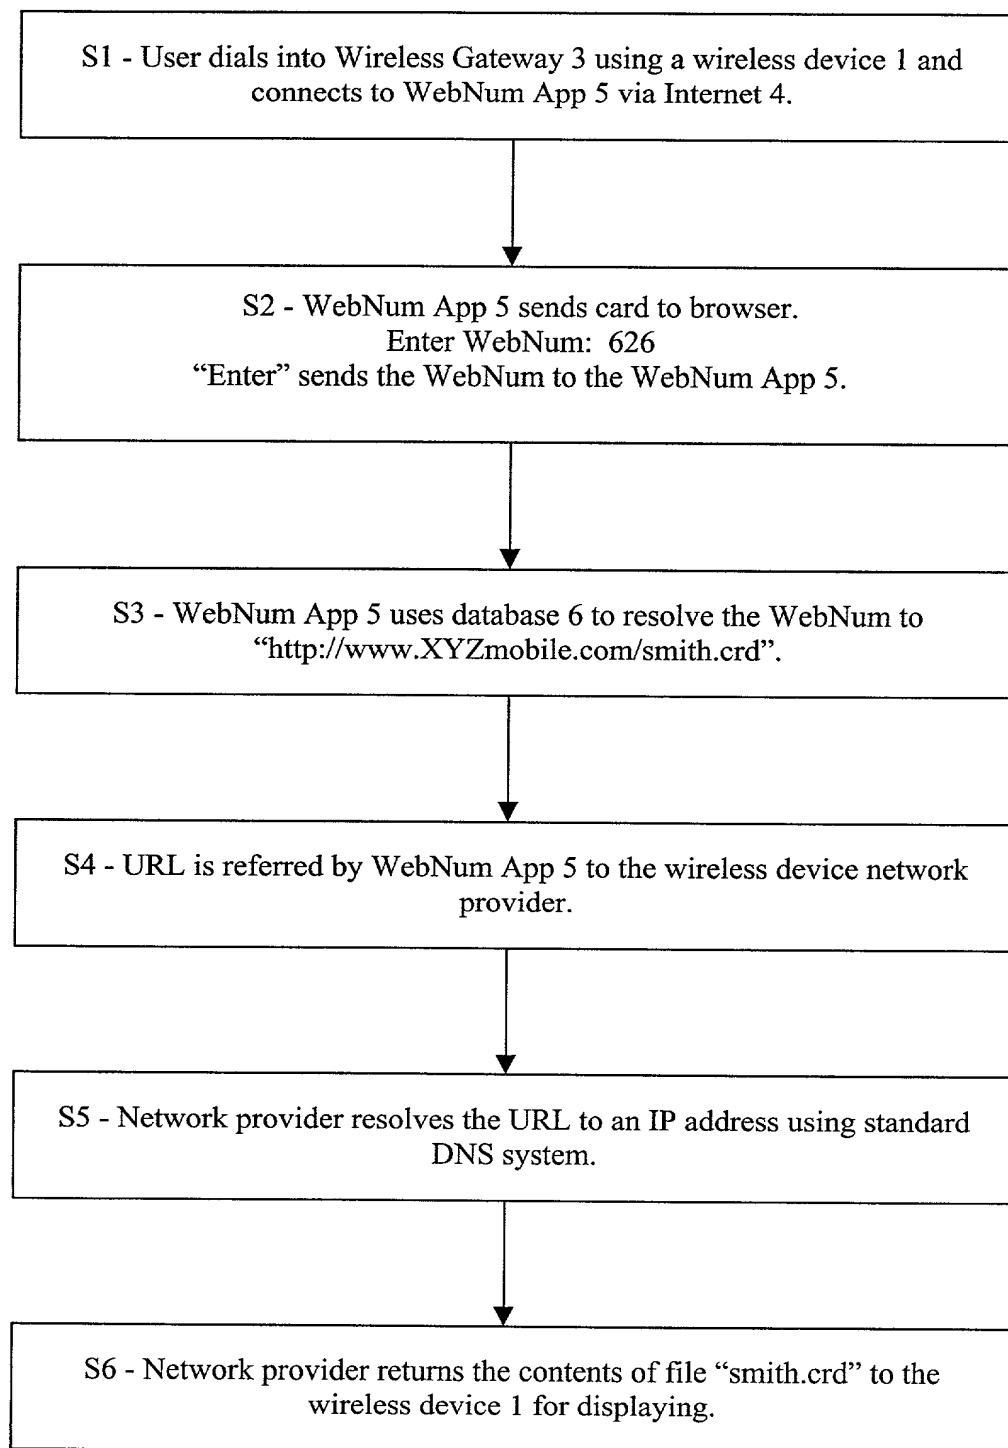 S1 - User dials into Wireless Gateway 3 using a wireless device 1 and
connects to WebNum App 5 via Internet 4.
S2 - WebNum App 5 sends card to browser.
Enter WebNum:  626
“Enter” sends the WebNum to the WebNum App 5.
S3 - WebNum App 5 uses database 6 to resolve the WebNum to
“http://www.XYZmobile.com/smith.crd”.
S4 - URL is referred by WebNum App 5 to the wireless device network
provider.
S5 - Network provider resolves the URL to an IP address using standard
DNS system.
S6 - Network provider returns the contents of file “smith.crd” to the
wireless device 1 for displaying.